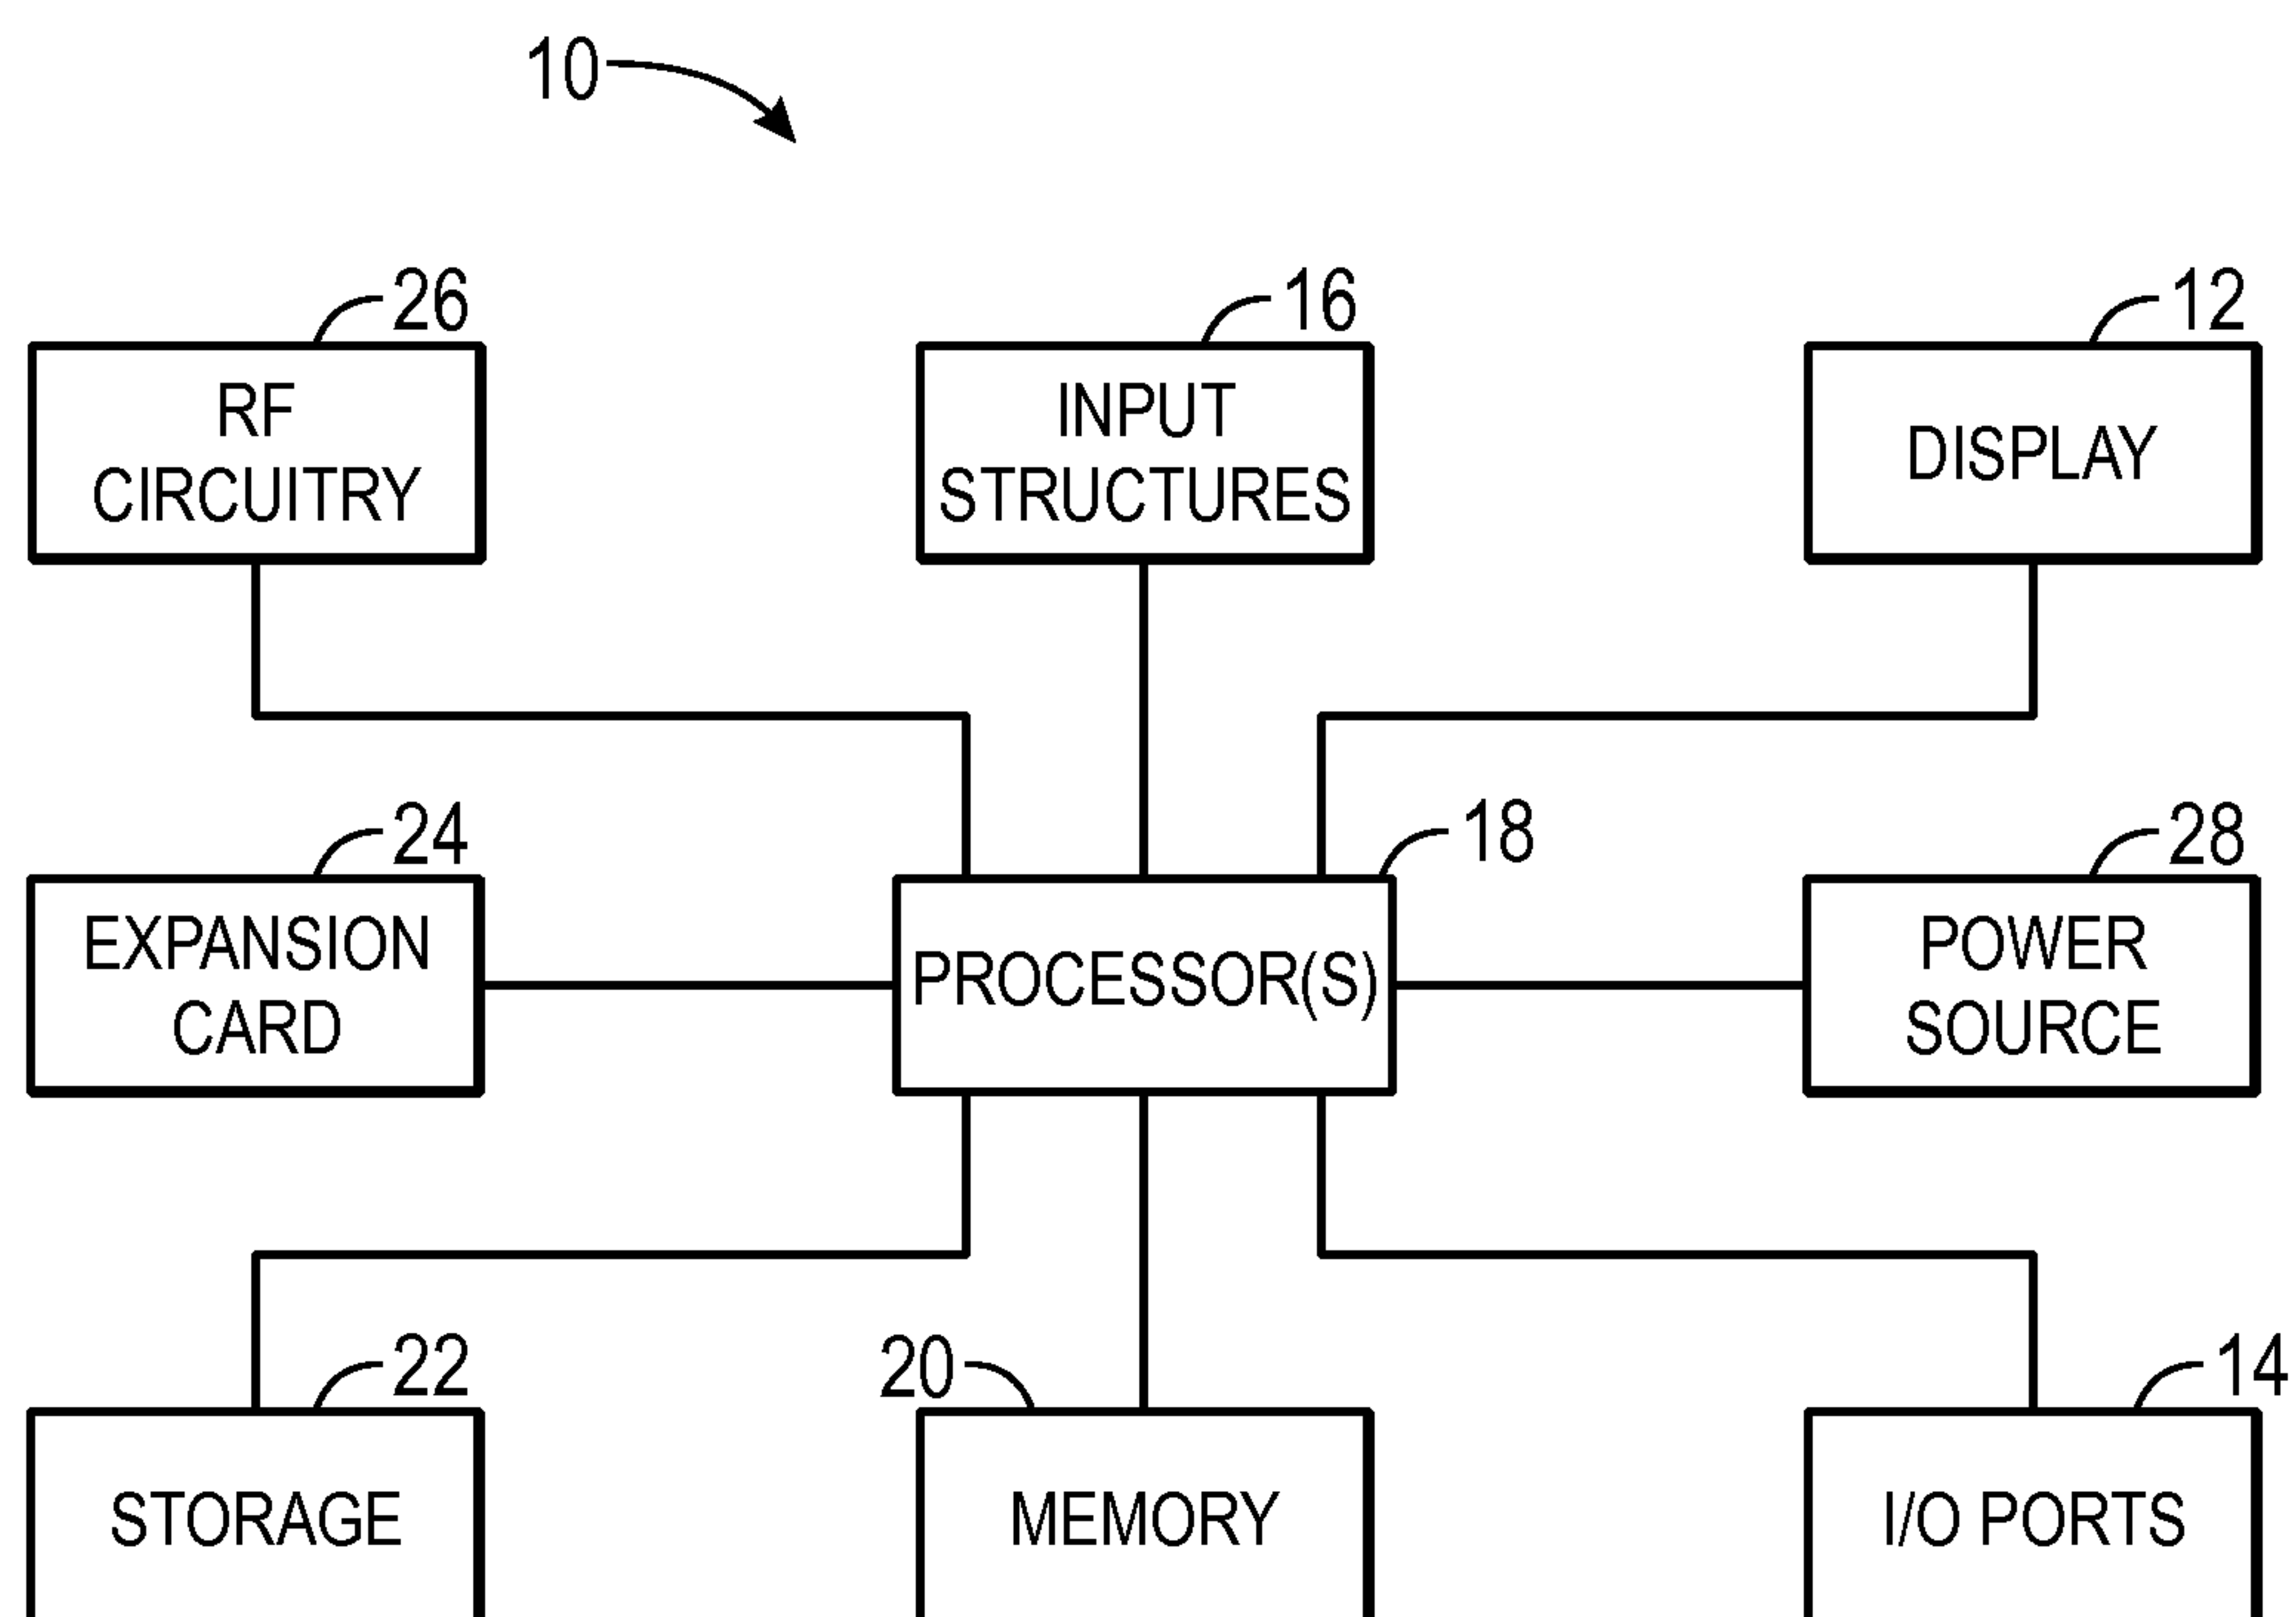 10
26
16
12
RF
CIRCUITRY
INPUT
STRUCTURES
DISPLAY
24
18
28
EXPANSION
CARD
PROCESSOR(S)
POWER
SOURCE
22
20
14
STORAGE
MEMORY
I/O PORTS